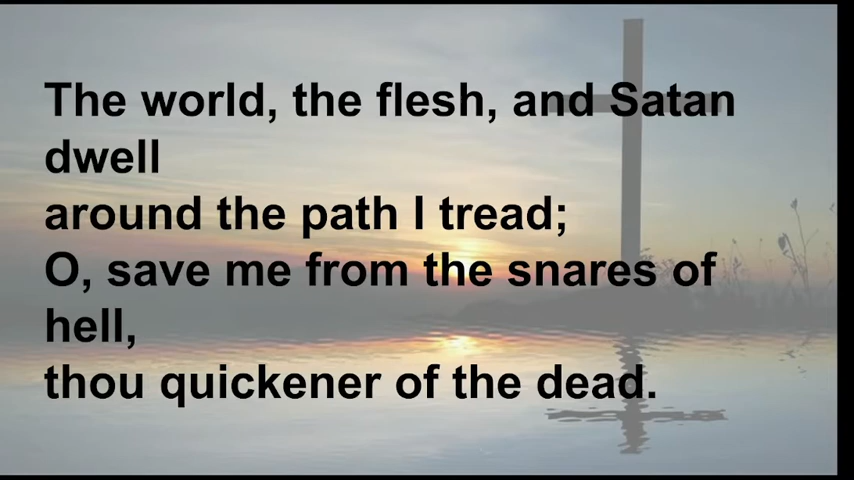 The world, the flesh, and Satan
dwell
around the path I tread;
O, save me from the snares of
hell,
thou quickener of the dead.